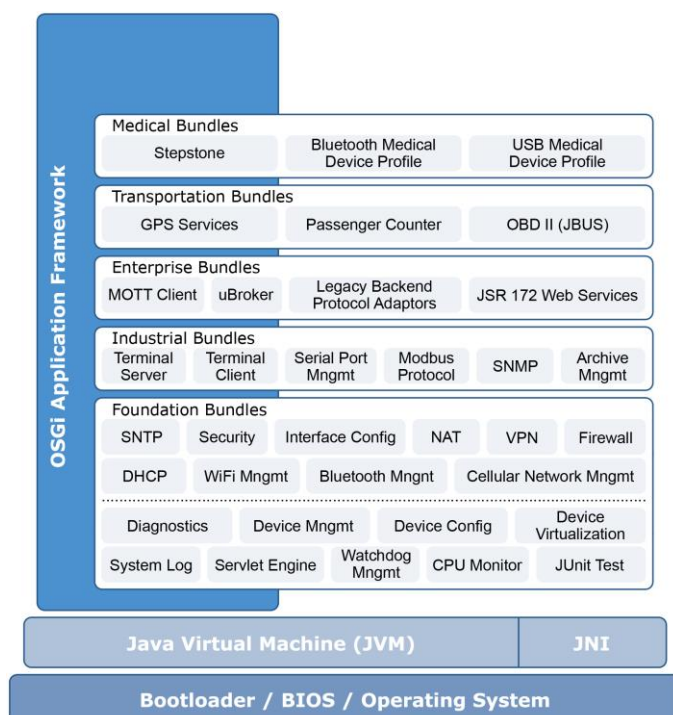 OSGi Application Framework
Medical Bundles
Stepstone
Bluetooth Medical
Device Profile
USB Medical
Device Profile
Transportation Bundles
GPS Services
Passenger Counter
OBD II (JBUS)
Enterprise Bundles
MOTT Client
uBroker
Legacy Backend
Protocol Adaptors
JSR 172 Web Services
Industrial Bundles
Terminal
Server
Terminal
Client
Serial Port
Mngmt
Modbus
Protocol
SNMP
Archive
Mngmt
Foundation Bundles
SNTP
Security
Interface Config
NAT
VPN
Firewall
DHCP
WiFi Mngmt
Bluetooth Mngnt
Cellular Network Mngmt
Diagnostics
Device Mngmt
Device Config
Device
Virtualization
System Log
Servlet Engine
Watchdog
Mngmt
CPU Monitor
JUnit Test
Java Virtual Machine (JVM)
JNI
Bootloader / BIOS / Operating System